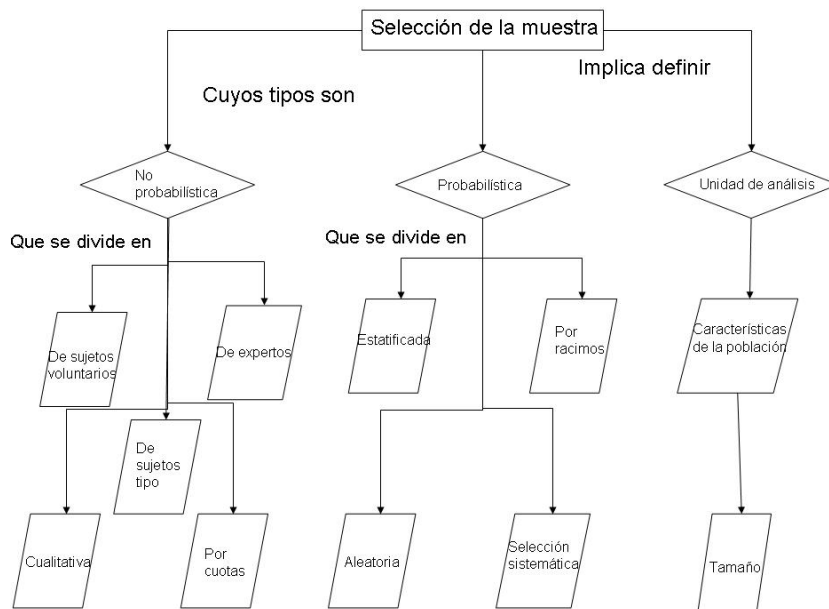 Selección de la muestra
Implica definir
Cuyos tipos son
No
probabilística
Probabilística
Unidad de análisis
Que se divide en
Que se divide en
De sujetos
voluntarios
De expertos
Estatificada
Por
racimos
Características
de la población
De
sujetos
tipo
Cualitativa
Por
cuotas
Aleatoria
Selección
sistemática
Tamaño